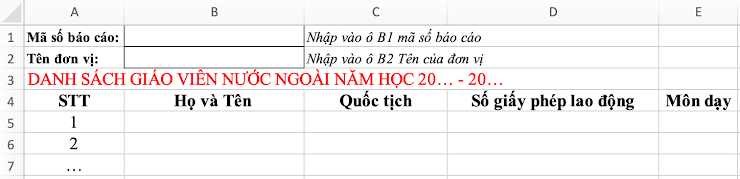 A B C D E
1 Mã số báo cáo: Nhập vào ô B1 mã số báo cáo
2 Tên đơn vị: Nhập vào ô B2 Tên của đơn vị
3 DANH SÁCH GIÁO VIÊN NƯỚC NGOÀI NĂM HỌC 20… - 20…
4 STT Họ và Tên Quốc tịch Số giấy phép lao động Môn dạy
5 1
6 2
7 …